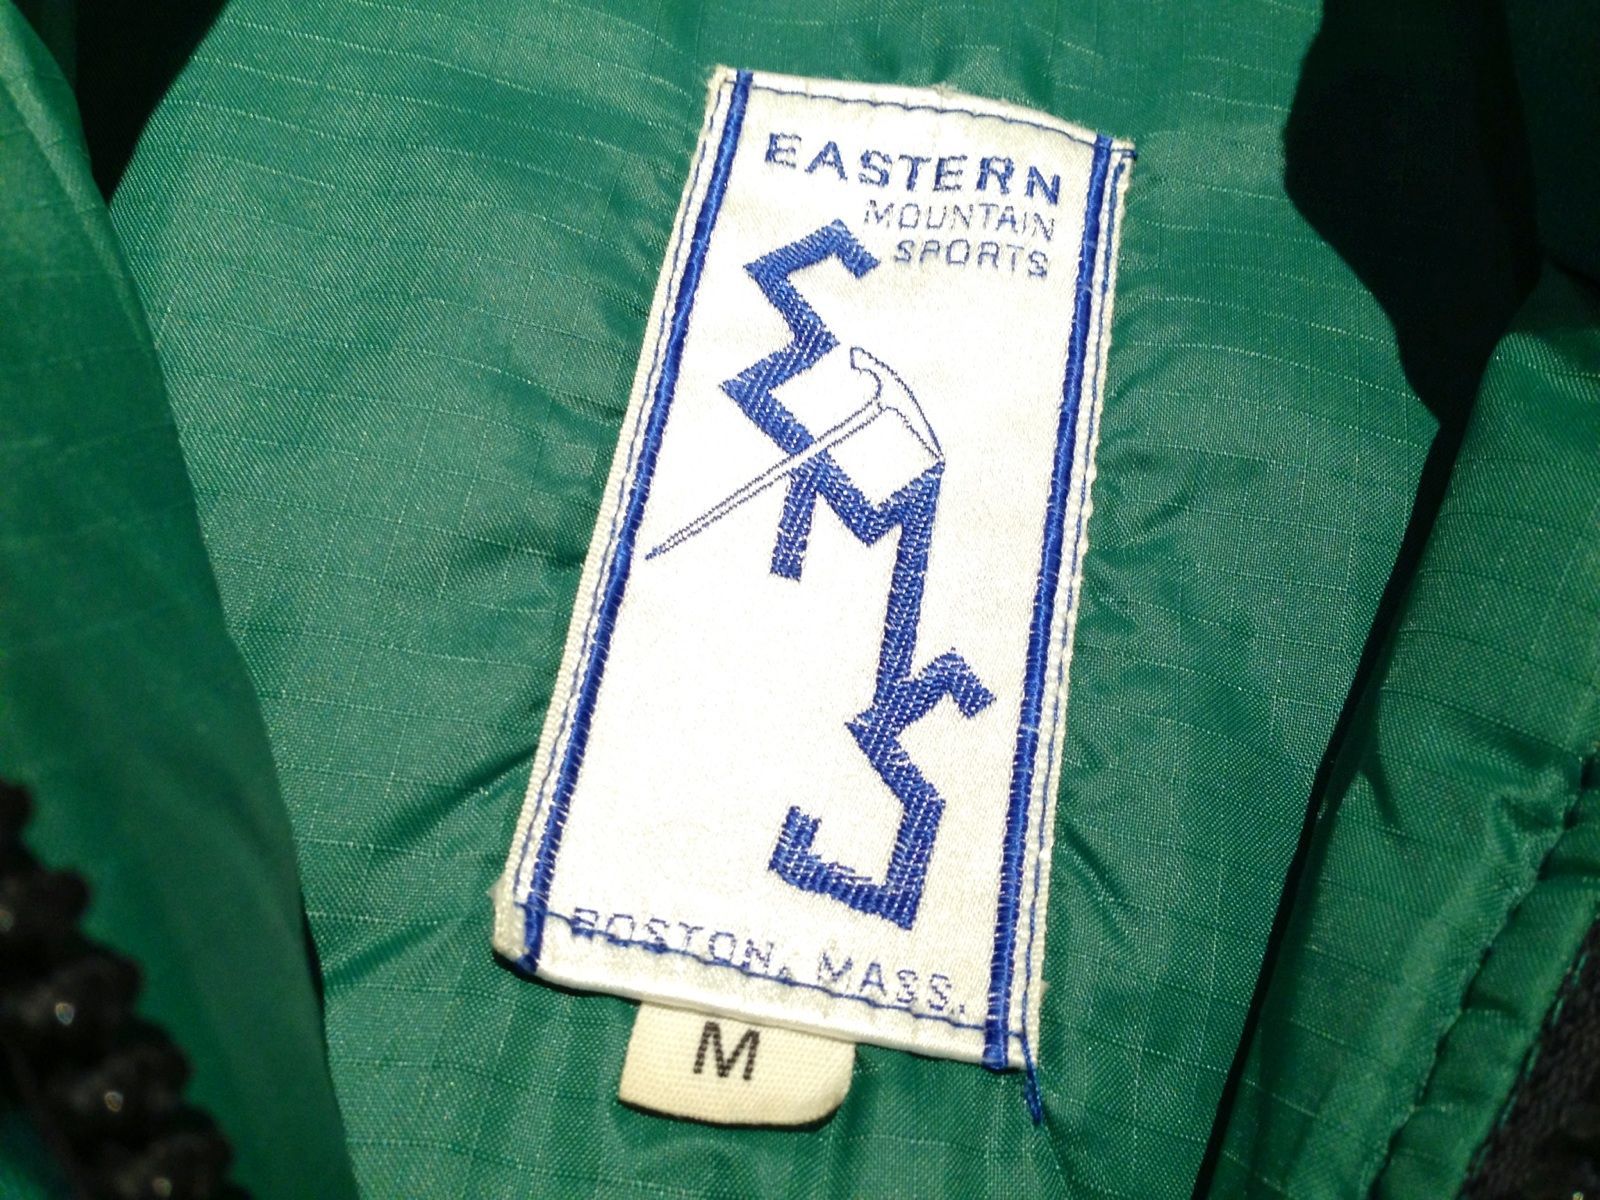 EASTERN
MOUNTAIN
SPORTS
EMS
BOSTON, MASS.
M